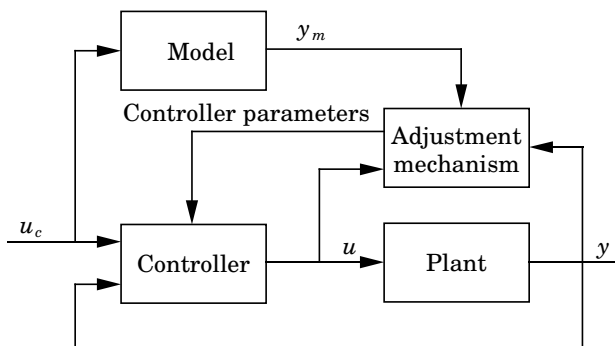 y_m
Model
Controller parameters
Adjustment
mechanism
u_c
Controller
u
Plant
y